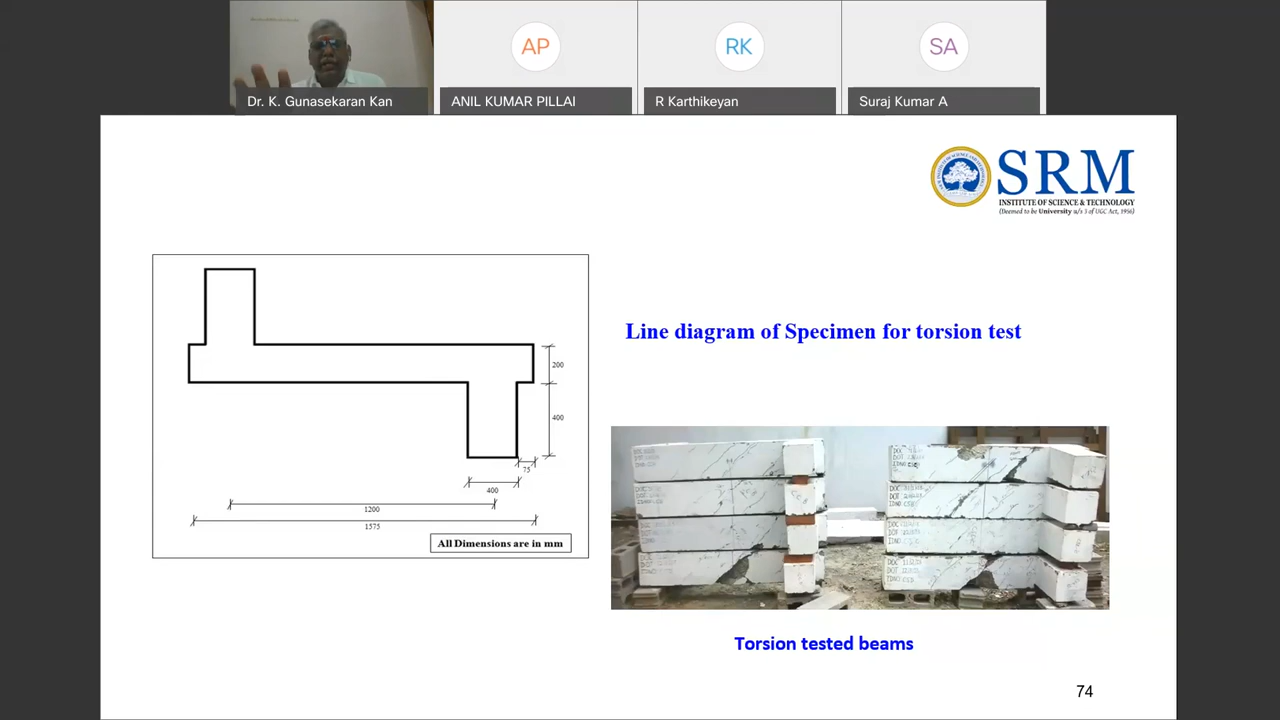 AP
RK
SA
Dr. K. Gunasekaran Kan
ANIL KUMAR PILLAI
R Karthikeyan
Suraj Kumar A
SRM
INSTITUTE OF SCIENCE & TECHNOLOGY
(Deemed to be University u/s 3 of UGC Act, 1956)
Line diagram of Specimen for torsion test
200
400
75
400
1200
1575
All Dimensions are in mm
DOC
DOT
Torsion tested beams
74